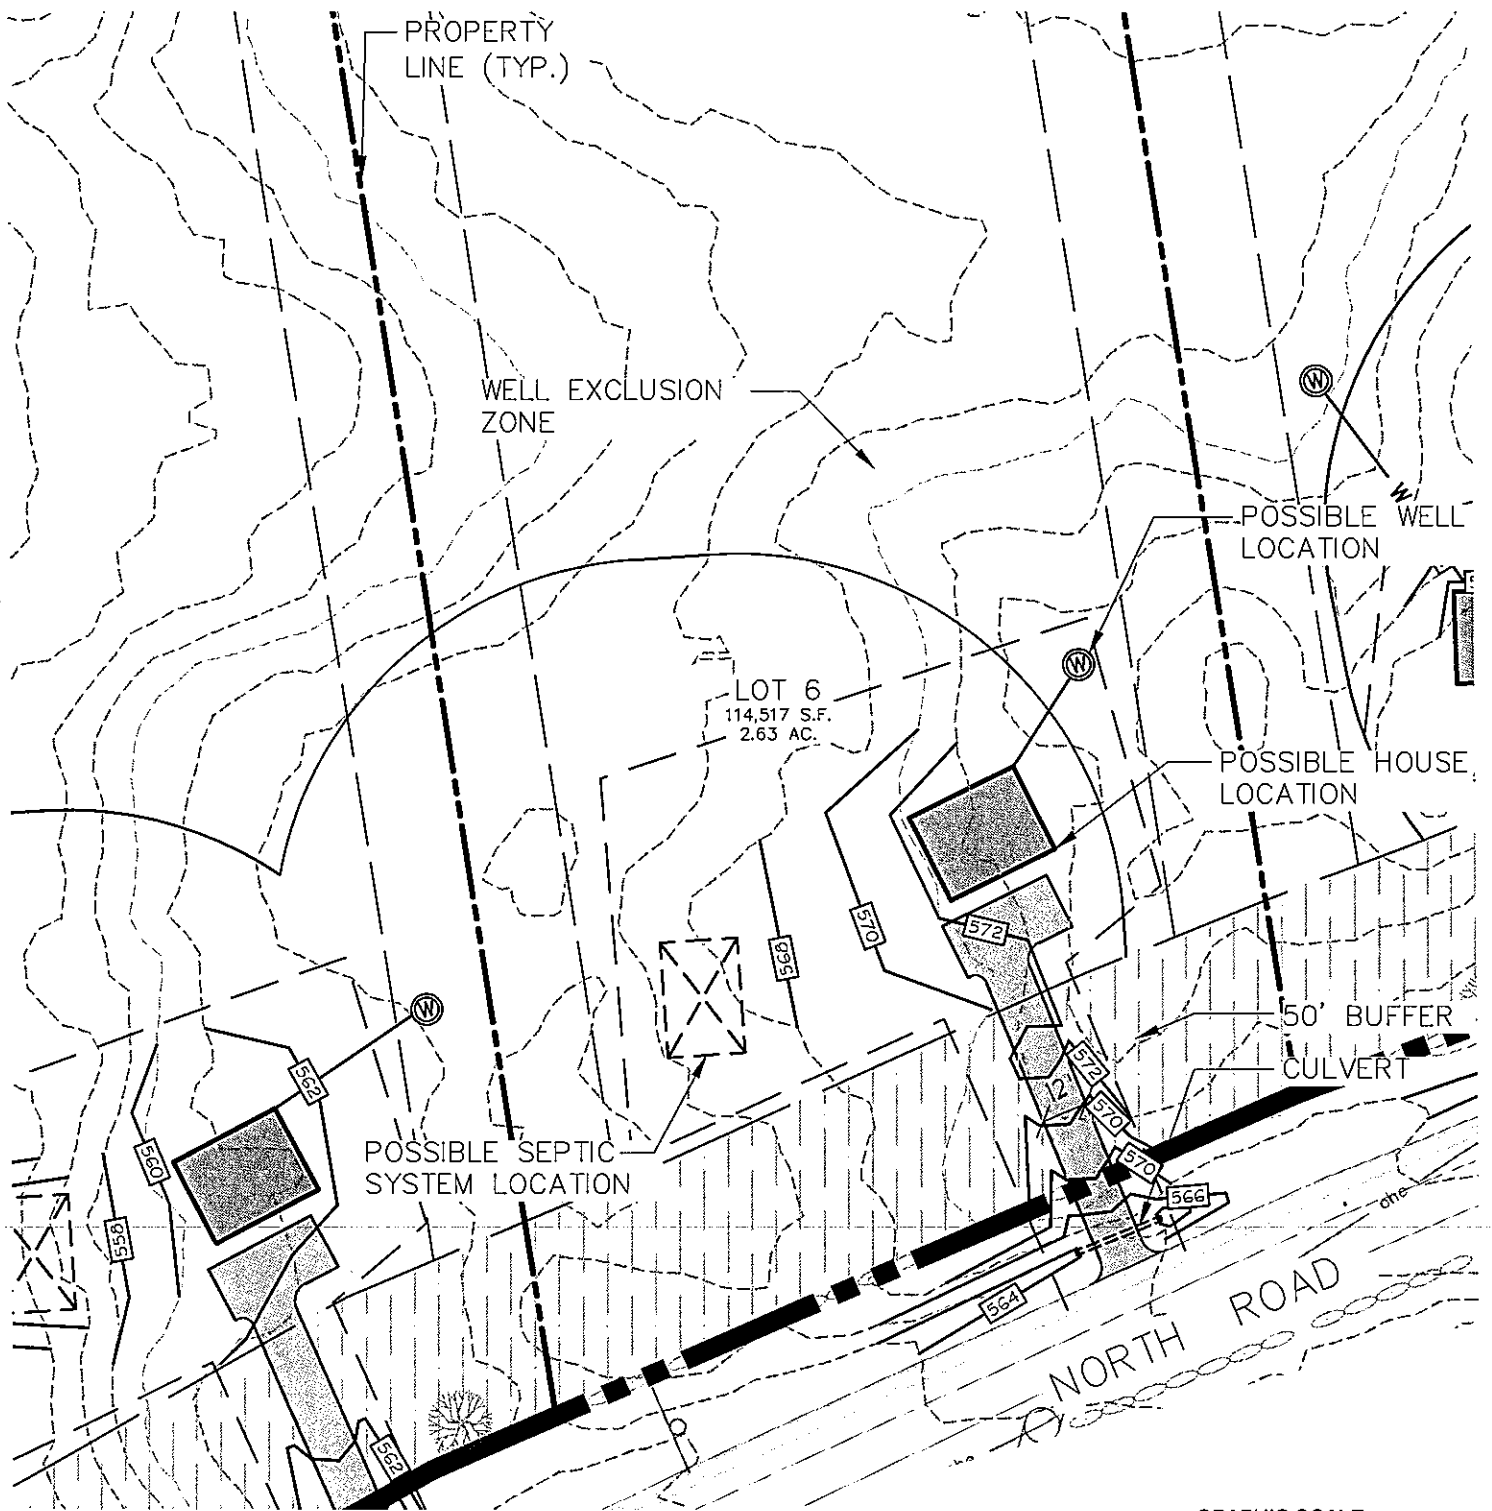 PROPERTY
LINE (TYP.)
WELL EXCLUSION
ZONE
W
W
POSSIBLE WELL
LOCATION
W
LOT 6
114,517 S.F.
2.63 AC.
POSSIBLE HOUSE
LOCATION
570
572
568
W
50' BUFFER
CULVERT
572
562
12'
570
560
POSSIBLE SEPTIC
SYSTEM LOCATION
570
566
ohe
558
564
NORTH ROAD
562